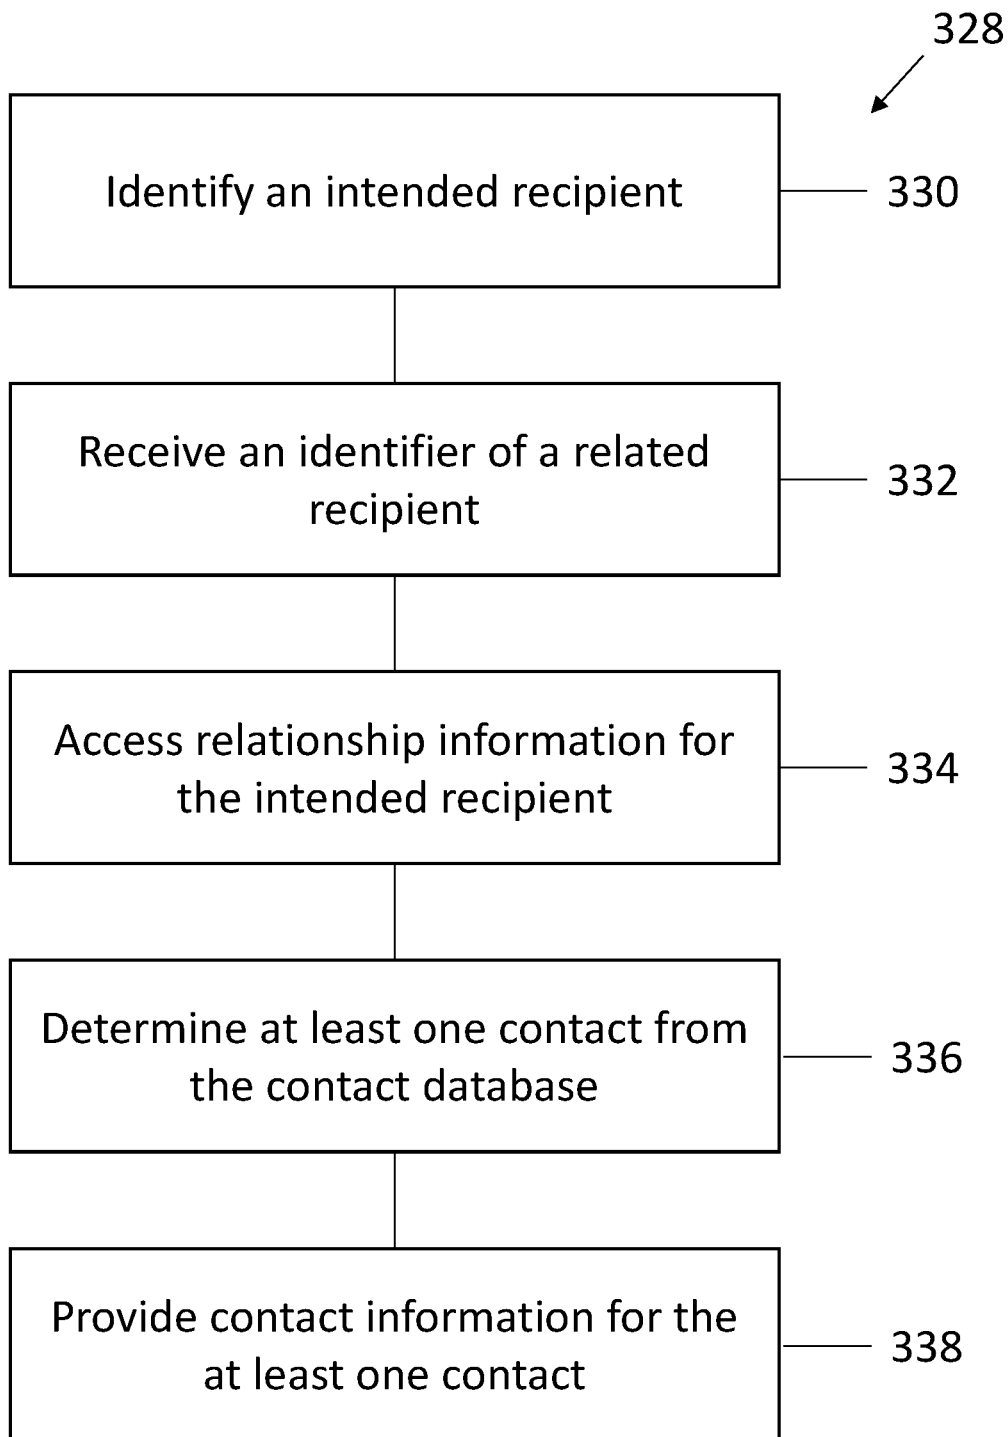 328
Identify an intended recipient
330
Receive an identifier of a related
recipient
332
Access relationship information for
the intended recipient
334
Determine at least one contact from
the contact database
336
Provide contact information for the
at least one contact
338